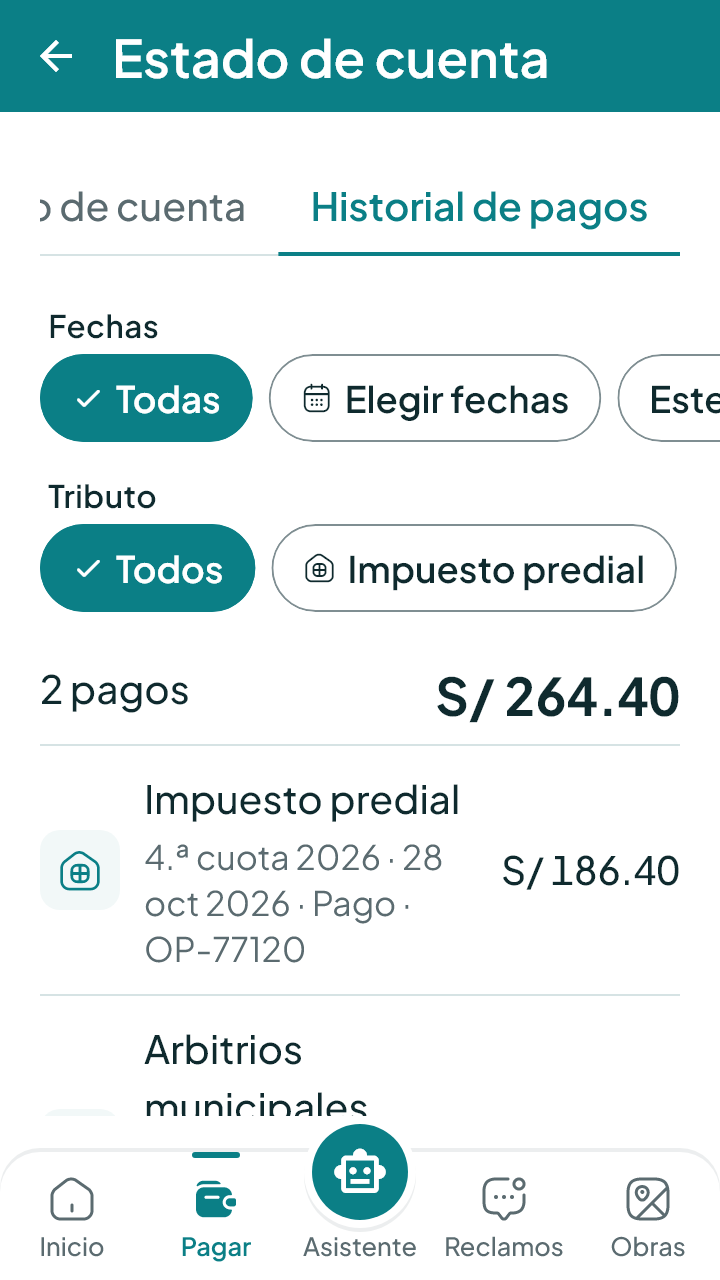 Estado de cuenta
o de cuenta
Historial de pagos
Fechas
Todas
Elegir fechas
Este
Tributo
Todos
Impuesto predial
2 pagos
S/ 264.40
Impuesto predial
4.ª cuota 2026 · 28
oct 2026 · Pago ·
OP-77120
S/ 186.40
Arbitrios
municipales
Inicio
Pagar
Asistente
Reclamos
Obras